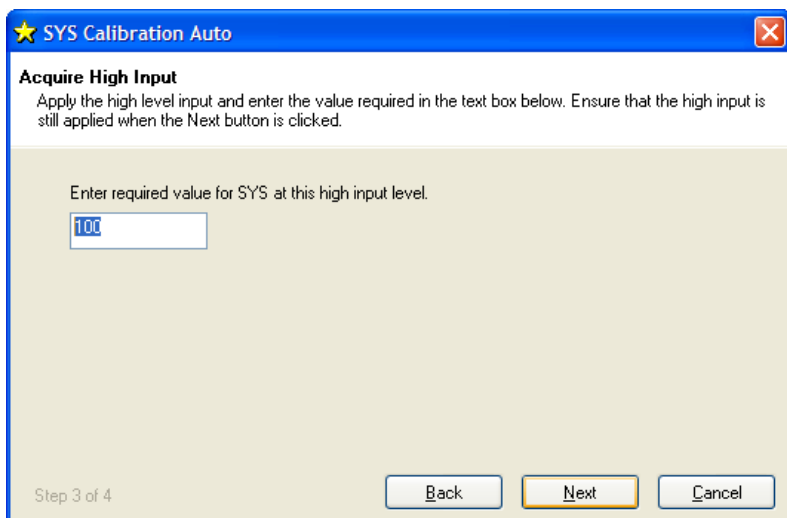 SYS Calibration Auto
Acquire High Input
Apply the high level input and enter the value required in the text box below. Ensure that the high input is
still applied when the Next button is clicked.
Enter required value for SYS at this high input level.
100
Step 3 of 4
Back
Next
Cancel